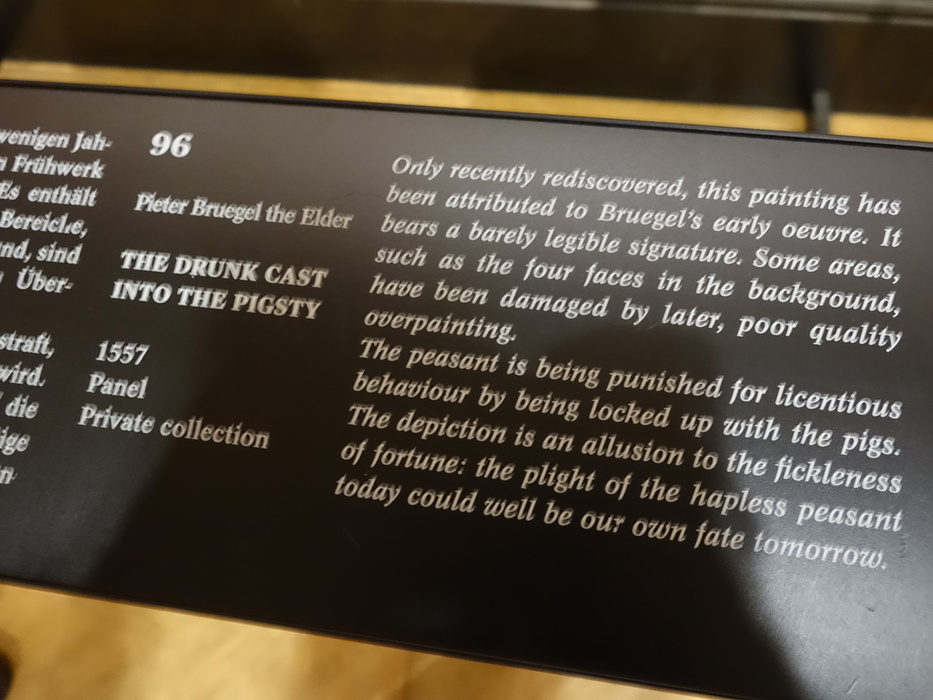 wenigen Jah-
Frühwerk
Es enthält
Bereiche,
und, sind
Über-
straft,
wird.
die
96
Pieter Bruegel the Elder
THE DRUNK CAST
INTO THE PIGSTY
1557
Panel
Private collection
Only recently rediscovered, this painting has
been attributed to Bruegel's early oeuvre. It
bears a barely legible signature. Some areas,
such as the four faces in the background,
have been damaged by later, poor quality
overpainting.
The peasant is being punished for licentious
behaviour by being locked up with the pigs.
The depiction is an allusion to the fickleness
of fortune: the plight of the hapless peasant
today could well be our own fate tomorrow.